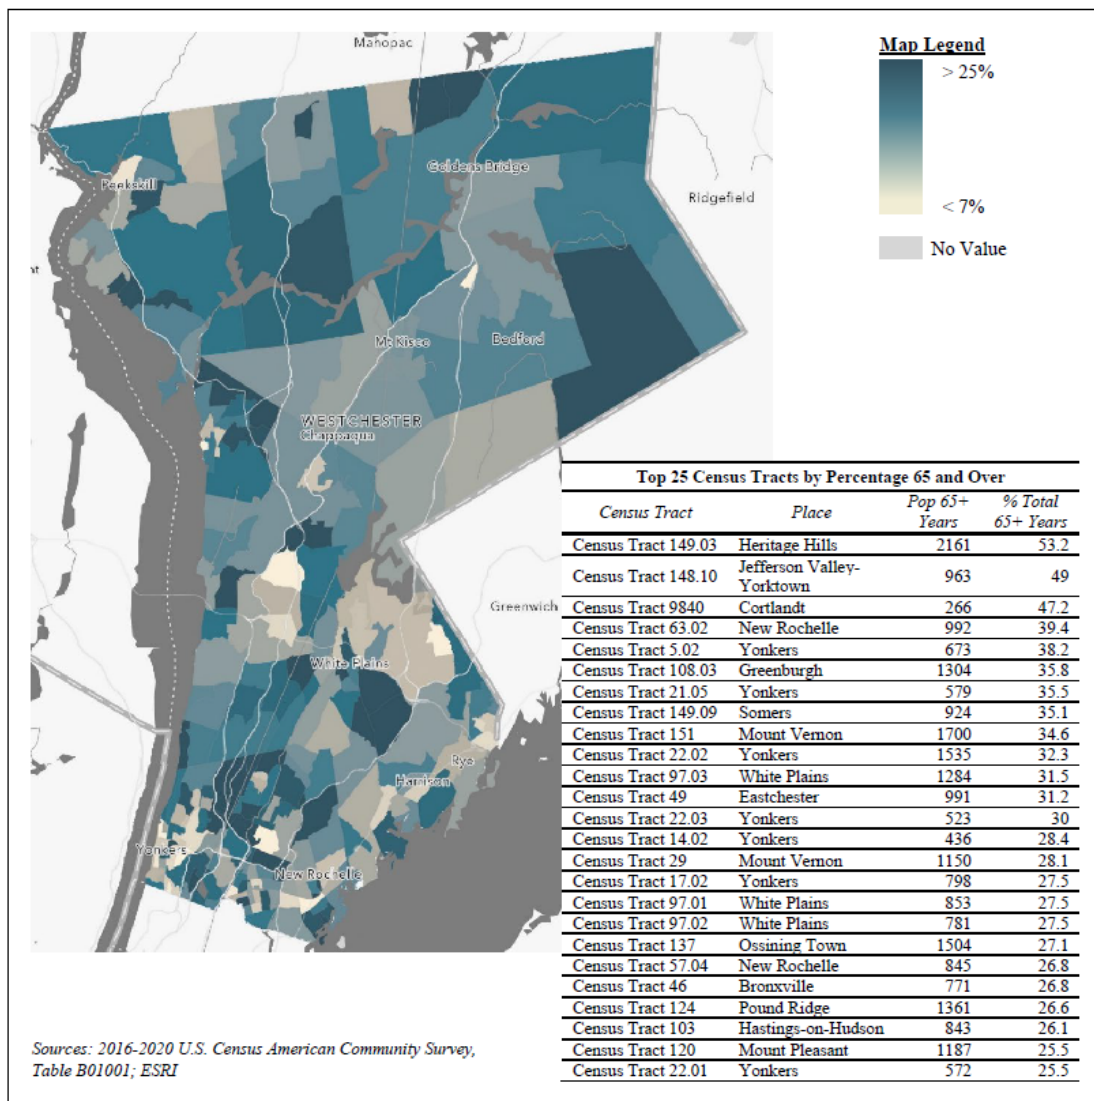 Mahopac
Map Legend
> 25%
< 7%
No Value
Goldens Bridge
Peekskill
Ridgefield
Mt Kisco
Bedford
WESTCHESTER
Chappaqua
Greenwich
White Plains
Rye
Harrison
Yonkers
New Rochelle
Top 25 Census Tracts by Percentage 65 and Over
Census Tract Place Pop 65+ Years % Total 65+ Years
Census Tract 149.03 Heritage Hills 2161 53.2
Census Tract 148.10 Jefferson Valley-Yorktown 963 49
Census Tract 9840 Cortlandt 266 47.2
Census Tract 63.02 New Rochelle 992 39.4
Census Tract 5.02 Yonkers 673 38.2
Census Tract 108.03 Greenburgh 1304 35.8
Census Tract 21.05 Yonkers 579 35.5
Census Tract 149.09 Somers 924 35.1
Census Tract 151 Mount Vernon 1700 34.6
Census Tract 22.02 Yonkers 1535 32.3
Census Tract 97.03 White Plains 1284 31.5
Census Tract 49 Eastchester 991 31.2
Census Tract 22.03 Yonkers 523 30
Census Tract 14.02 Yonkers 436 28.4
Census Tract 29 Mount Vernon 1150 28.1
Census Tract 17.02 Yonkers 798 27.5
Census Tract 97.01 White Plains 853 27.5
Census Tract 97.02 White Plains 781 27.5
Census Tract 137 Ossining Town 1504 27.1
Census Tract 57.04 New Rochelle 845 26.8
Census Tract 46 Bronxville 771 26.8
Census Tract 124 Pound Ridge 1361 26.6
Census Tract 103 Hastings-on-Hudson 843 26.1
Census Tract 120 Mount Pleasant 1187 25.5
Census Tract 22.01 Yonkers 572 25.5
Sources: 2016-2020 U.S. Census American Community Survey,
Table B01001; ESRI